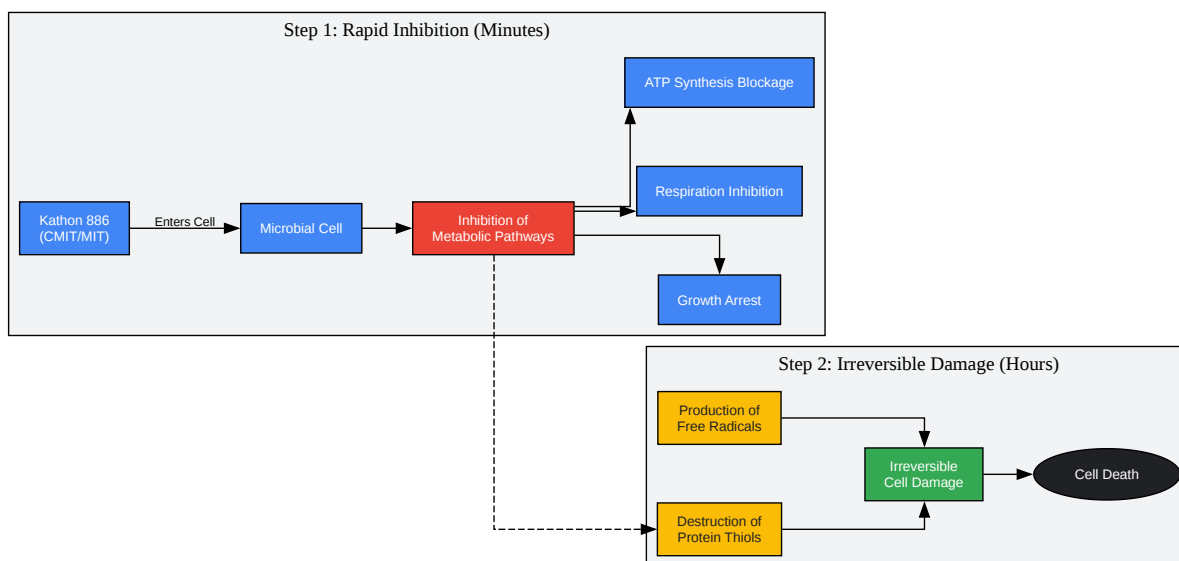 Step 1: Rapid Inhibition (Minutes)
ATP Synthesis Blockage
Respiration Inhibition
Kathon 886
(CMIT/MIT)
Enters Cell
Microbial Cell
Inhibition of
Metabolic Pathways
Growth Arrest
Step 2: Irreversible Damage (Hours)
Production of
Free Radicals
Irreversible
Cell Damage
Cell Death
Destruction of
Protein Thiols